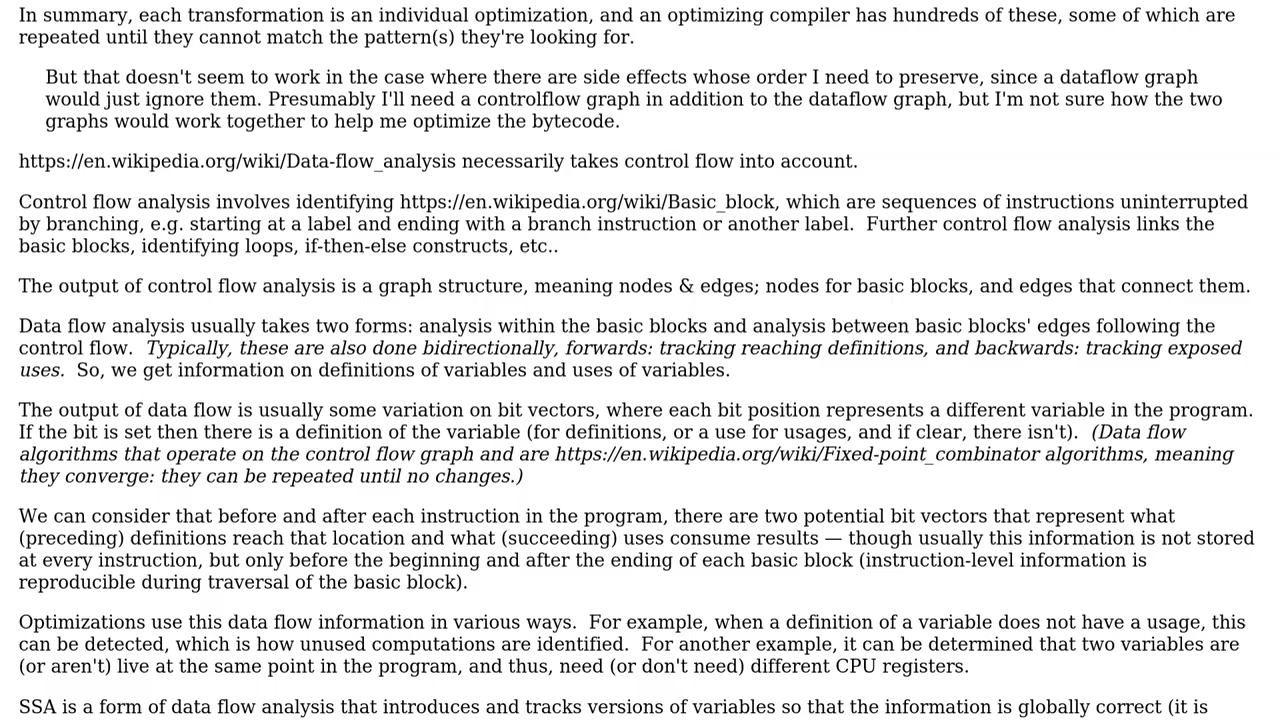 In summary, each transformation is an individual optimization, and an optimizing compiler has hundreds of these, some of which are
repeated until they cannot match the pattern(s) they're looking for.
But that doesn't seem to work in the case where there are side effects whose order I need to preserve, since a dataflow graph
would just ignore them. Presumably I'll need a controlflow graph in addition to the dataflow graph, but I'm not sure how the two
graphs would work together to help me optimize the bytecode.
https://en.wikipedia.org/wiki/Data-flow_analysis necessarily takes control flow into account.
Control flow analysis involves identifying https://en.wikipedia.org/wiki/Basic_block, which are sequences of instructions uninterrupted
by branching, e.g. starting at a label and ending with a branch instruction or another label.  Further control flow analysis links the
basic blocks, identifying loops, if-then-else constructs, etc..
The output of control flow analysis is a graph structure, meaning nodes & edges; nodes for basic blocks, and edges that connect them.
Data flow analysis usually takes two forms: analysis within the basic blocks and analysis between basic blocks' edges following the
control flow.  Typically, these are also done bidirectionally, forwards: tracking reaching definitions, and backwards: tracking exposed
uses.  So, we get information on definitions of variables and uses of variables.
The output of data flow is usually some variation on bit vectors, where each bit position represents a different variable in the program.
If the bit is set then there is a definition of the variable (for definitions, or a use for usages, and if clear, there isn't).  (Data flow
algorithms that operate on the control flow graph and are https://en.wikipedia.org/wiki/Fixed-point_combinator algorithms, meaning
they converge: they can be repeated until no changes.)
We can consider that before and after each instruction in the program, there are two potential bit vectors that represent what
(preceding) definitions reach that location and what (succeeding) uses consume results — though usually this information is not stored
at every instruction, but only before the beginning and after the ending of each basic block (instruction-level information is
reproducible during traversal of the basic block).
Optimizations use this data flow information in various ways.  For example, when a definition of a variable does not have a usage, this
can be detected, which is how unused computations are identified.  For another example, it can be determined that two variables are
(or aren't) live at the same point in the program, and thus, need (or don't need) different CPU registers.
SSA is a form of data flow analysis that introduces and tracks versions of variables so that the information is globally correct (it is